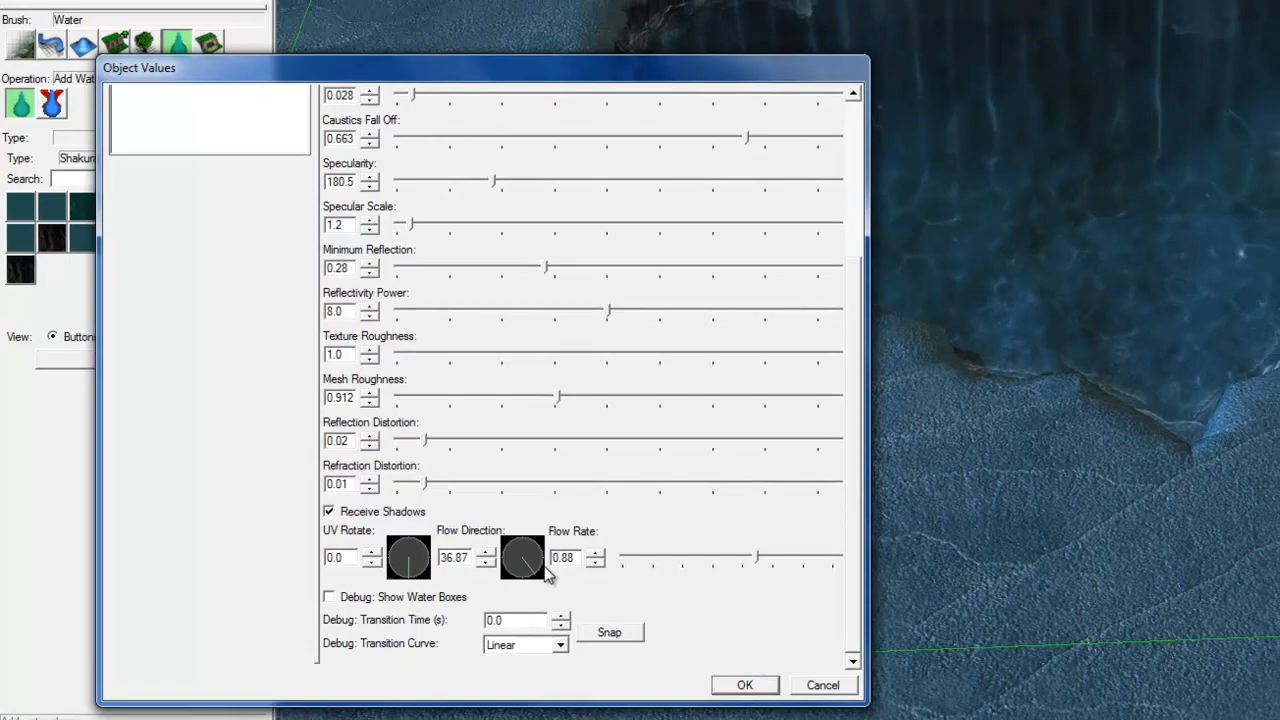 Brush: Water
Object Values
Operation: Add Wat
Type:
Type: Shakura
Search:
View: Buttons
0.028
Caustics Fall Off:
0.663
Specularity:
180.5
Specular Scale:
1.2
Minimum Reflection:
0.28
Reflectivity Power:
8.0
Texture Roughness:
1.0
Mesh Roughness:
0.912
Reflection Distortion:
0.02
Refraction Distortion:
0.01
Receive Shadows
UV Rotate: Flow Direction: Flow Rate:
0.0 36.87 0.88
Debug: Show Water Boxes
Debug: Transition Time (s): 0.0 Snap
Debug: Transition Curve: Linear
OK Cancel